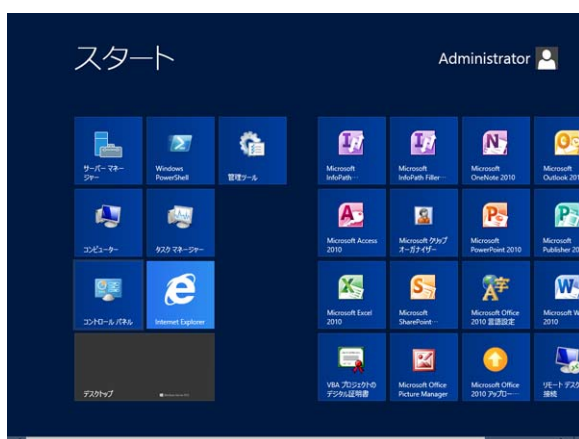 スタート
Administrator
サーバー マネー
ジャー
Windows
PowerShell
管理ツール
Microsoft
InfoPath…
Microsoft
InfoPath Filler…
Microsoft
OneNote 2010
Microsoft
Outlook 201
コンピューター
タスク マネージャー
Microsoft Access
2010
Microsoft クリップ
オーガナイザー
Microsoft
PowerPoint 2010
Microsoft
Publisher 20
コントロール パネル
Internet Explorer
Microsoft Excel
2010
Microsoft
SharePoint…
Microsoft Office
2010 言語設定
Microsoft W
2010
デスクトップ
VBA プロジェクトの
デジタル証明書
Microsoft Office
Picture Manager
Microsoft Office
2010 アップロー…
リモート デスク
接続